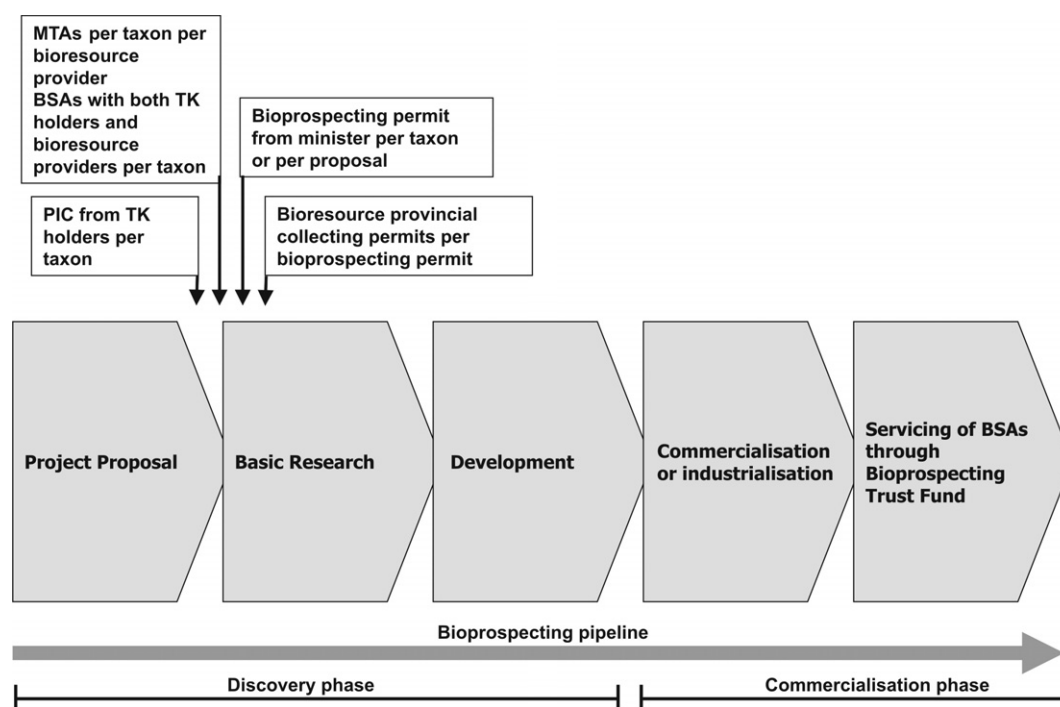 MTAs per taxon per
bioresource
provider
BSAs with both TK
holders and
bioresource
providers per taxon
Bioprospecting permit
from minister per taxon
or per proposal
PIC from TK
holders per
taxon
Bioresource provincial
collecting permits per
bioprospecting permit
Project Proposal
Basic Research
Development
Commercialisation
or industrialisation
Servicing of BSAs
through
Bioprospecting
Trust Fund
Bioprospecting pipeline
Discovery phase
Commercialisation phase